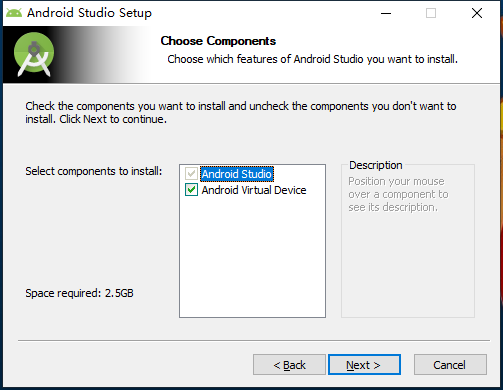 Android Studio Setup
Choose Components
Choose which features of Android Studio you want to install.
Check the components you want to install and uncheck the components you don't want to
install. Click Next to continue.
Select components to install:
Android Studio
Android Virtual Device
Description
Position your mouse
over a component to
see its description.
Space required: 2.5GB
< Back
Next >
Cancel